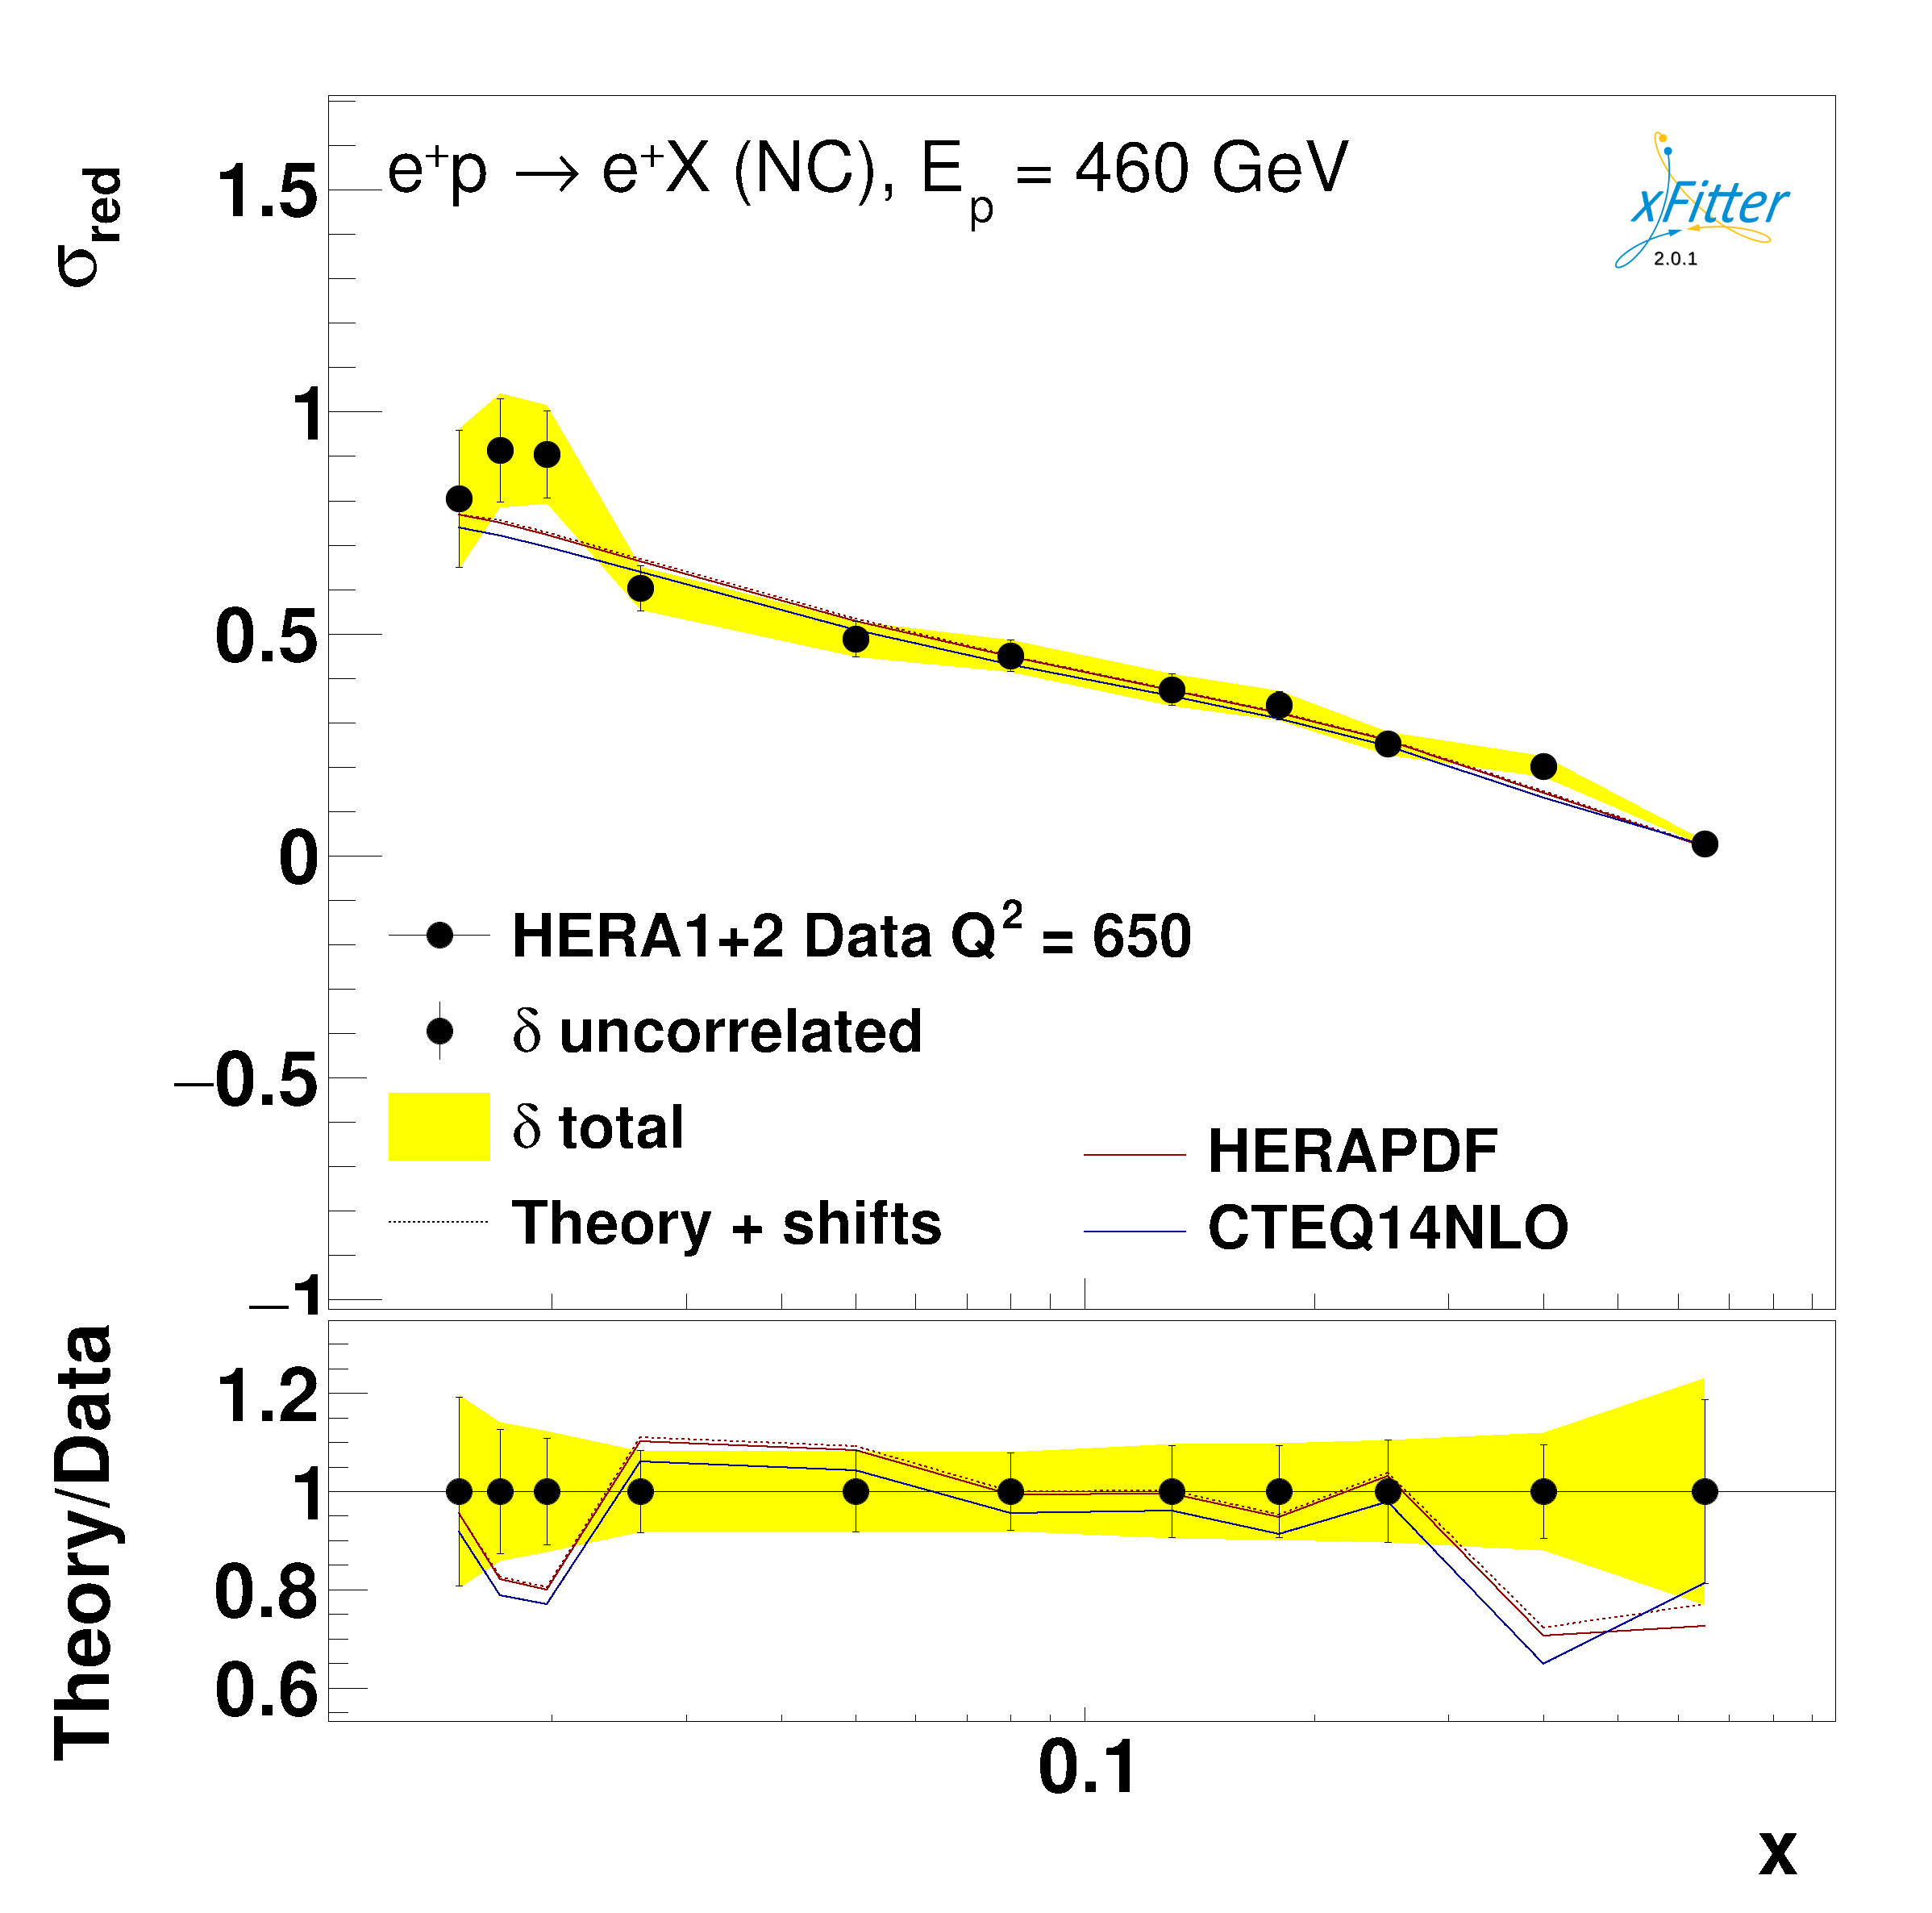 σred
e⁺p → e⁺X (NC), Ep = 460 GeV
xFitter
2.0.1
1.5
1
0.5
0
−0.5
−1
HERA1+2 Data Q² = 650
δ uncorrelated
δ total
Theory + shifts
HERAPDF
CTEQ14NLO
Theory/Data
1.2
1
0.8
0.6
0.1
x